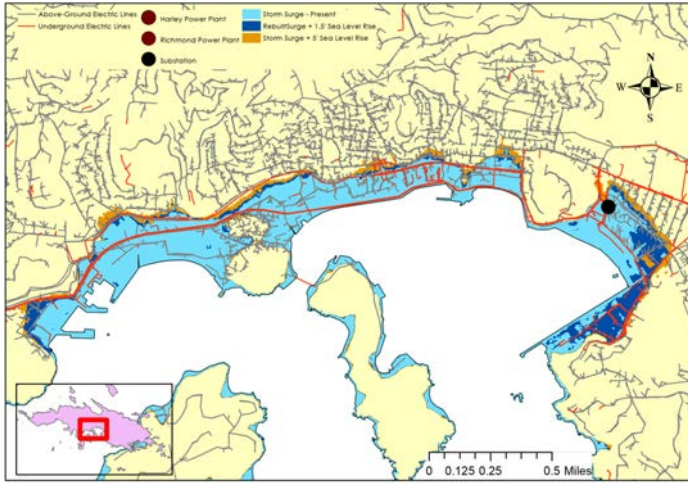 Above-Ground Electric Lines
Underground Electric Lines
Harley Power Plant
Richmond Power Plant
Substation
Storm Surge - Present
RebuiltSurge + 1.5' Sea Level Rise
Storm Surge + 5' Sea Level Rise
N
W E
S
0 0.125 0.25 0.5 Miles